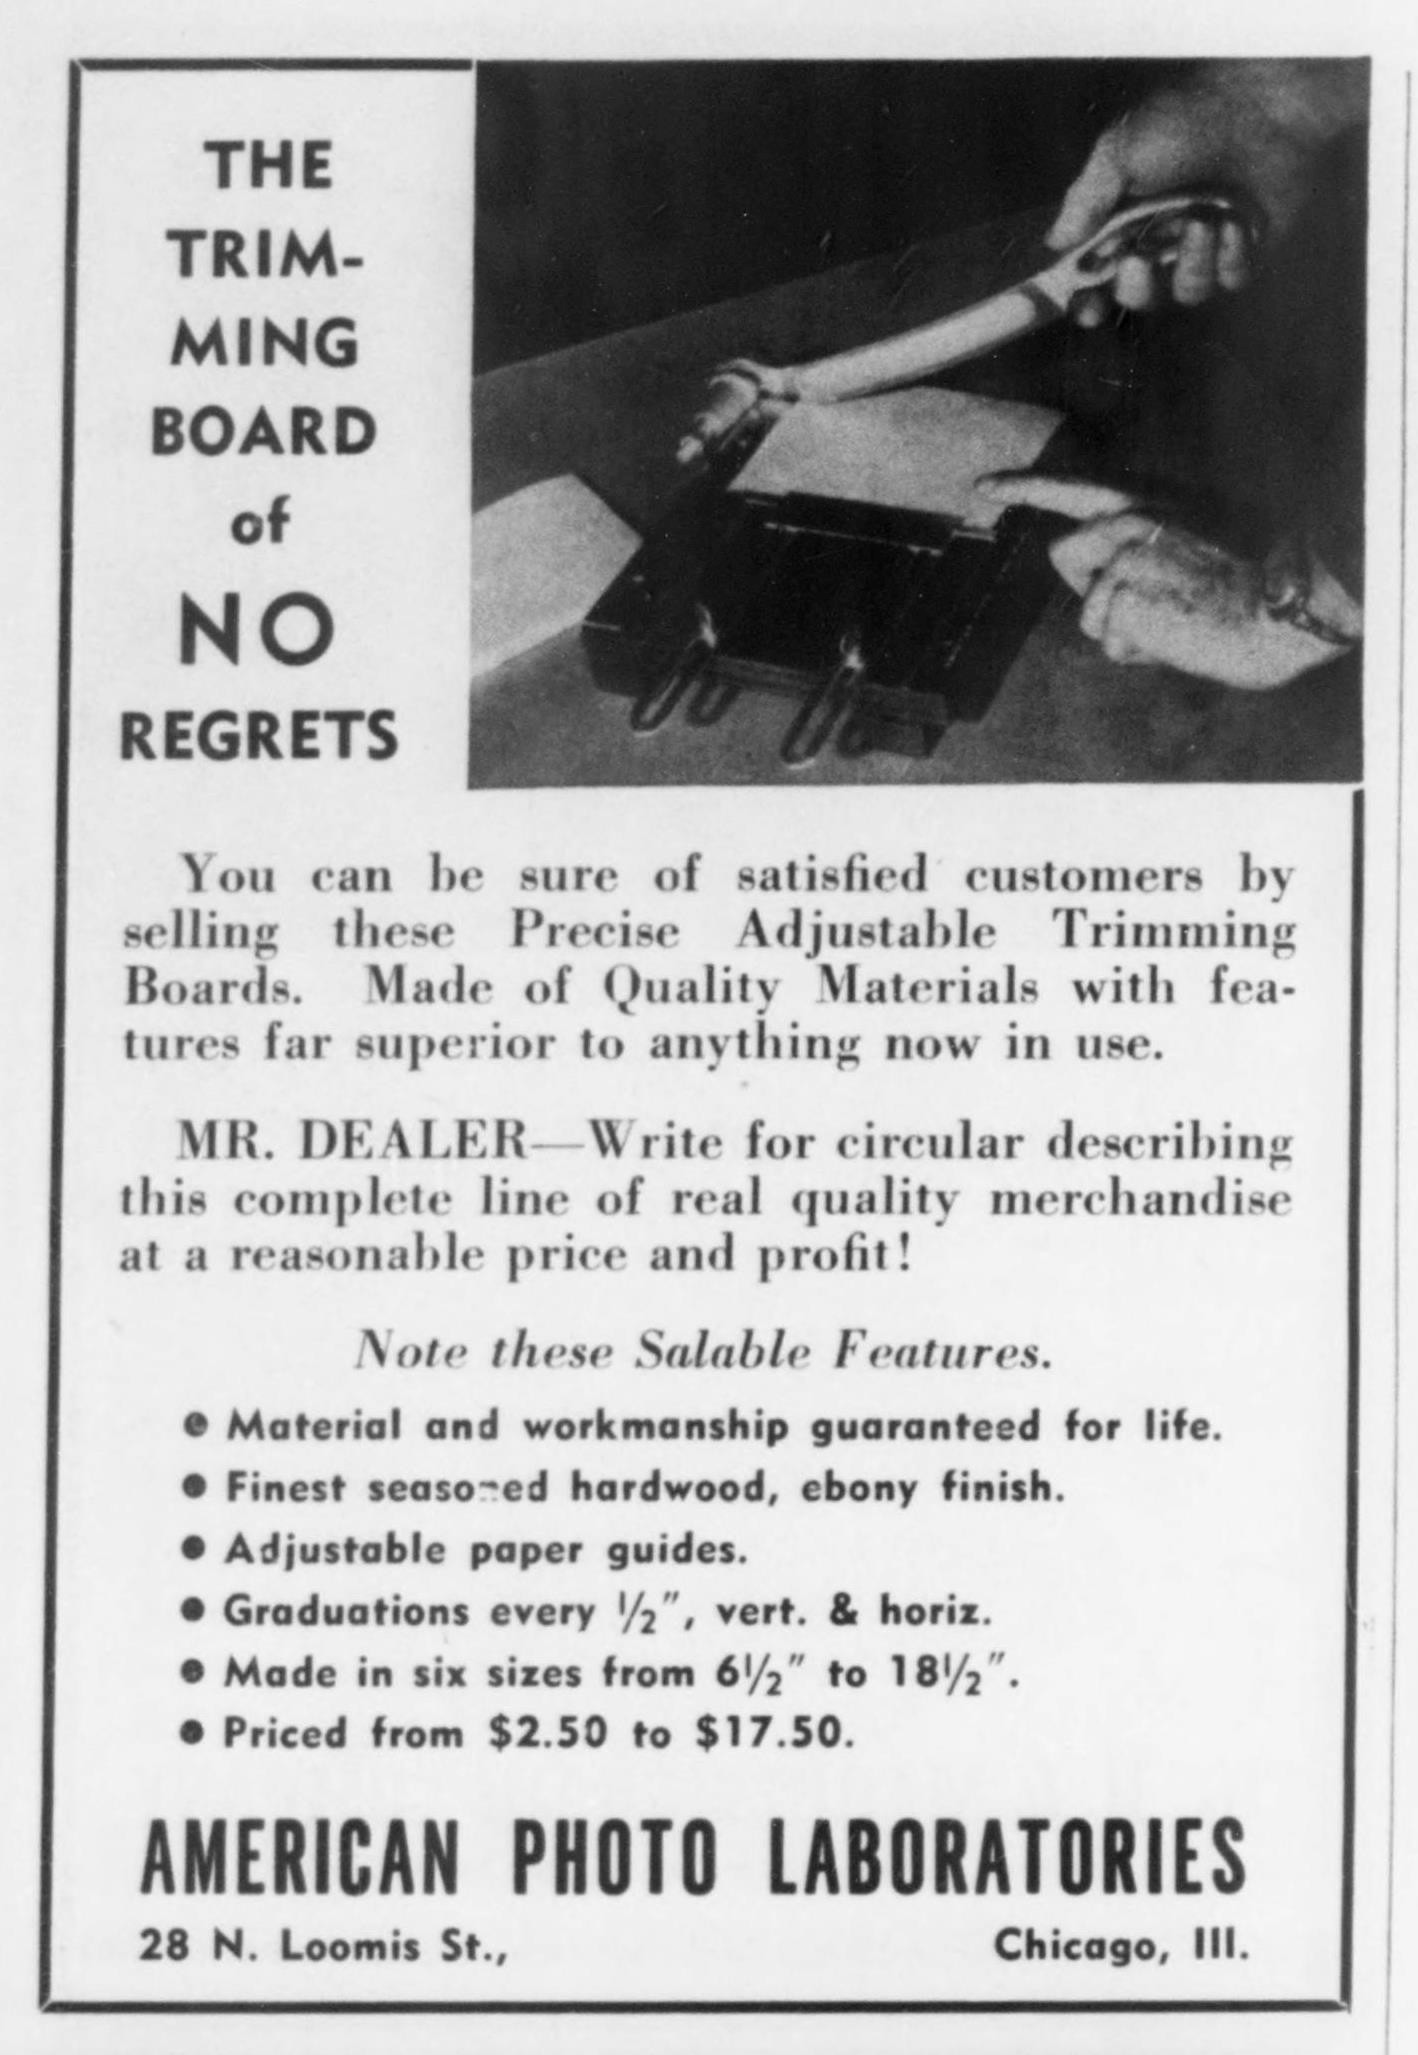 THE
TRIM-
MING
BOARD
of
NO
REGRETS
You can be sure of satisfied customers by
selling these Precise Adjustable Trimming
Boards. Made of Quality Materials with fea-
tures far superior to anything now in use.
MR. DEALER—Write for circular describing
this complete line of real quality merchandise
at a reasonable price and profit!
Note these Salable Features.
● Material and workmanship guaranteed for life.
● Finest seasoned hardwood, ebony finish.
● Adjustable paper guides.
● Graduations every ½″, vert. & horiz.
● Made in six sizes from 6½″ to 18½″.
● Priced from $2.50 to $17.50.
AMERICAN PHOTO LABORATORIES
28 N. Loomis St., Chicago, Ill.